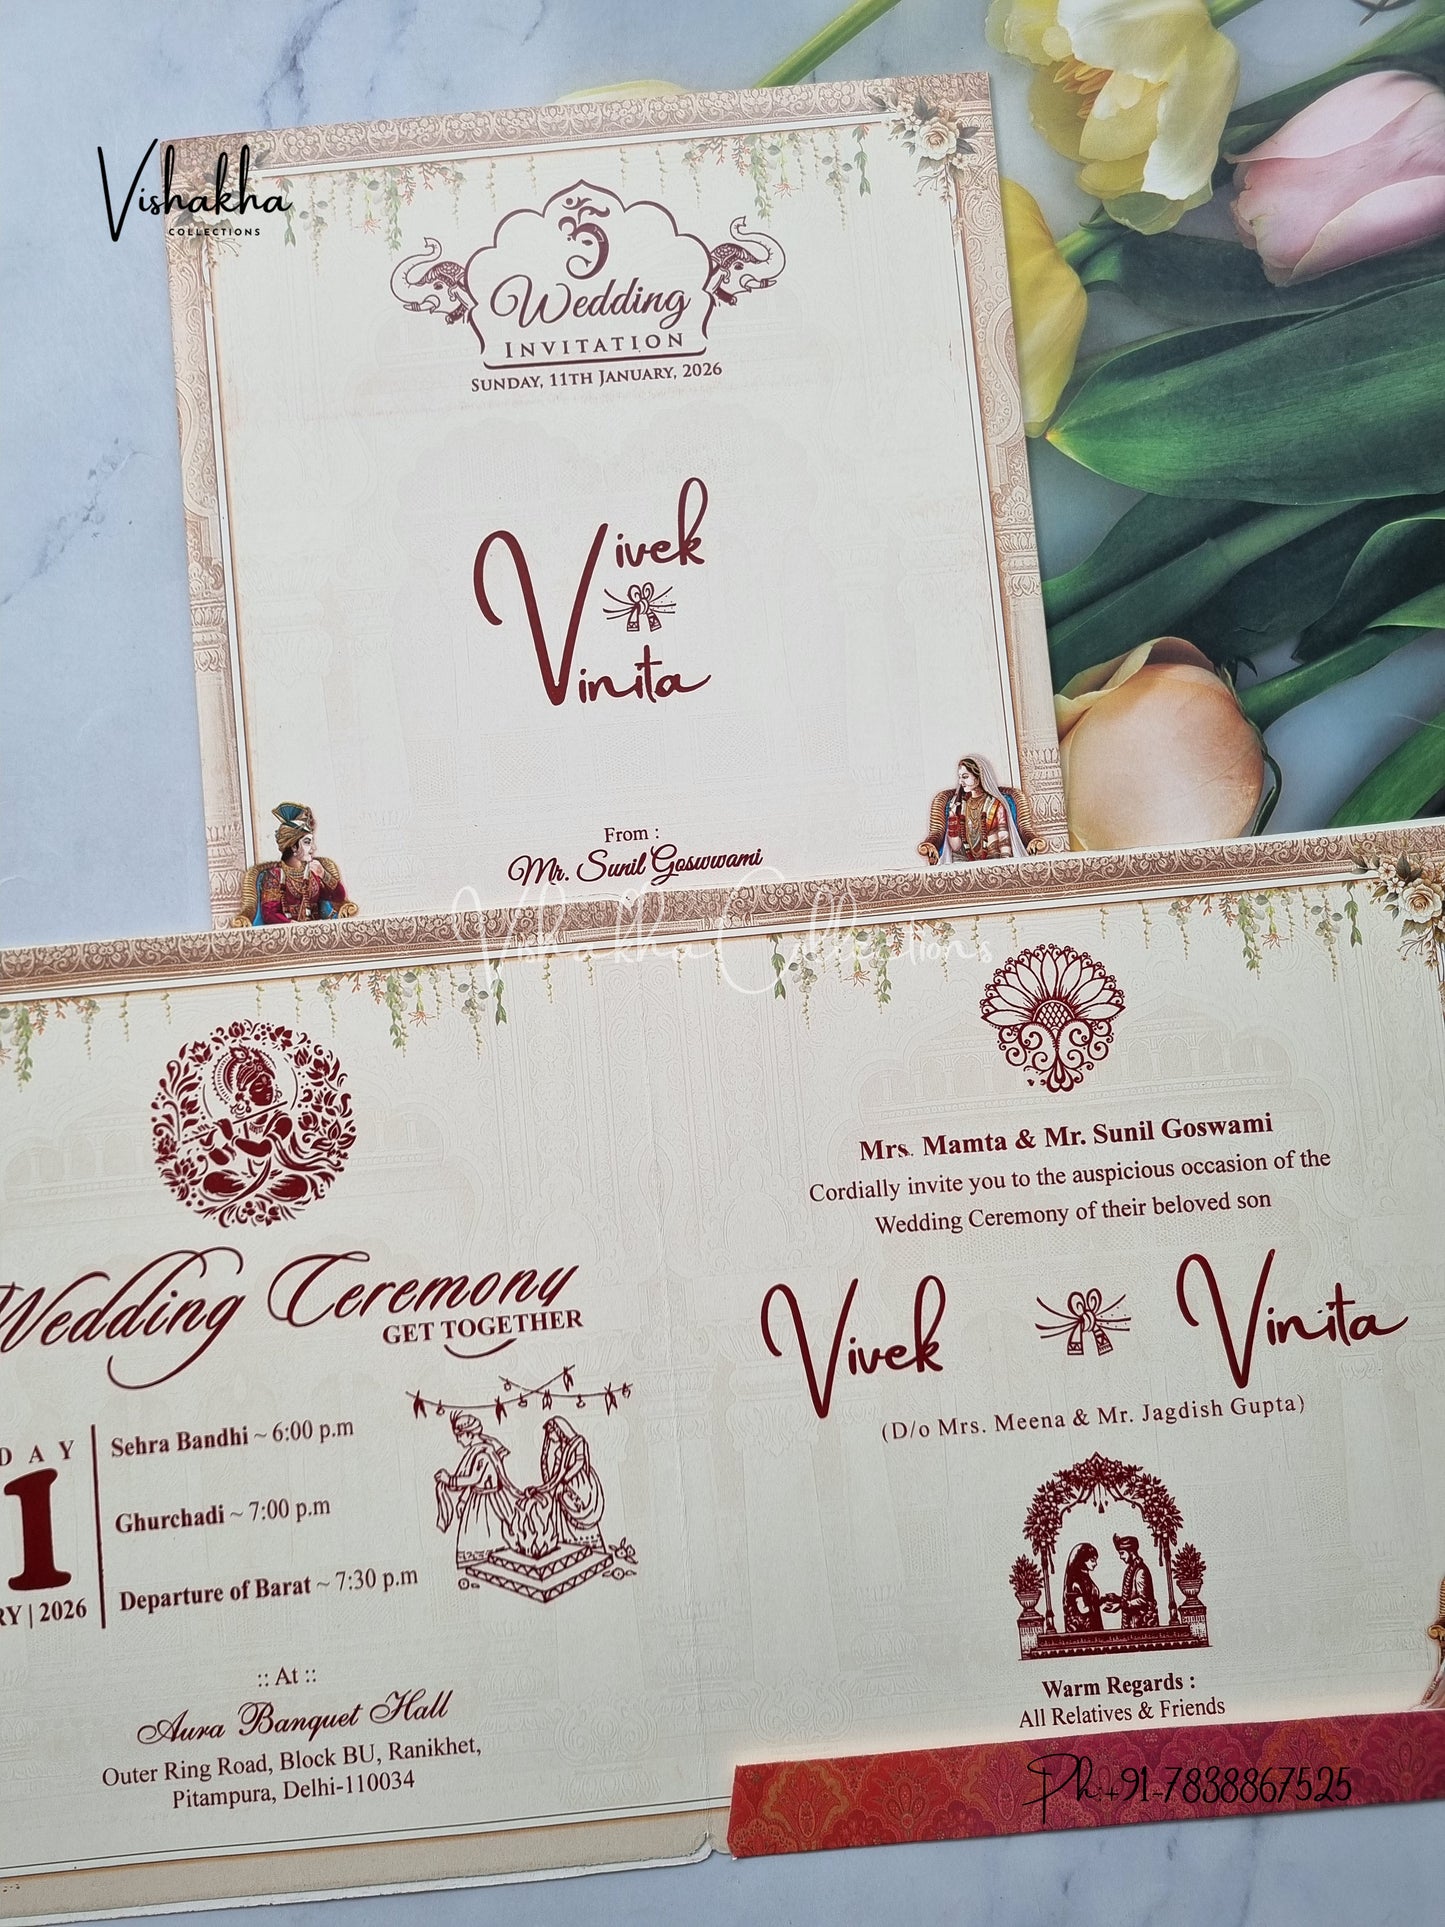 Vishakha
COLLECTIONS
ॐ
Wedding
INVITATION
SUNDAY, 11TH JANUARY, 2026
Vivek
Vinita
From :
Mr. Sunil Goswwami
Vishakha Collections
Wedding Ceremony
GET TOGETHER
DAY
1
RY | 2026
Sehra Bandhi ~ 6:00 p.m
Ghurchadi ~ 7:00 p.m
Departure of Barat ~ 7:30 p.m
:: At ::
Aura Banquet Hall
Outer Ring Road, Block BU, Ranikhet,
Pitampura, Delhi-110034
Mrs. Mamta & Mr. Sunil Goswami
Cordially invite you to the auspicious occasion of the
Wedding Ceremony of their beloved son
Vivek Vinita
(D/o Mrs. Meena & Mr. Jagdish Gupta)
Warm Regards :
All Relatives & Friends
Ph:+91-7838867525